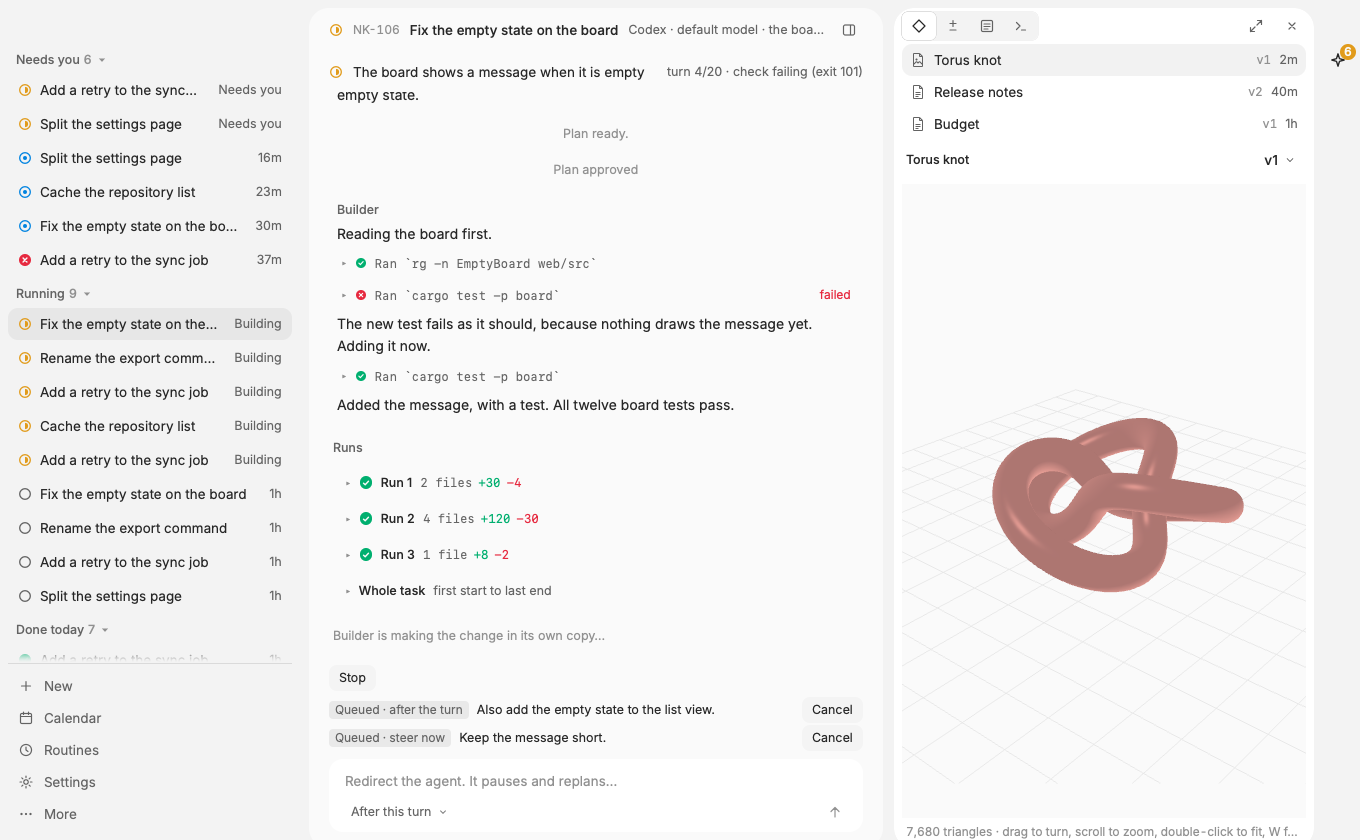 Needs you 6
Add a retry to the sync... Needs you
Split the settings page Needs you
Split the settings page 16m
Cache the repository list 23m
Fix the empty state on the bo... 30m
Add a retry to the sync job 37m
Running 9
Fix the empty state on the... Building
Rename the export comm... Building
Add a retry to the sync job Building
Cache the repository list Building
Add a retry to the sync job Building
Fix the empty state on the board 1h
Rename the export command 1h
Add a retry to the sync job 1h
Split the settings page 1h
Done today 7
Add a retry to the sync job 1h
New
Calendar
Routines
Settings
More
NK-106 Fix the empty state on the board Codex · default model · the boa...
The board shows a message when it is empty turn 4/20 · check failing (exit 101)
empty state.
Plan ready.
Plan approved
Builder
Reading the board first.
Ran `rg -n EmptyBoard web/src`
Ran `cargo test -p board` failed
The new test fails as it should, because nothing draws the message yet.
Adding it now.
Ran `cargo test -p board`
Added the message, with a test. All twelve board tests pass.
Runs
Run 1 2 files +30 −4
Run 2 4 files +120 −30
Run 3 1 file +8 −2
Whole task first start to last end
Builder is making the change in its own copy...
Stop
Queued · after the turn Also add the empty state to the list view. Cancel
Queued · steer now Keep the message short. Cancel
Redirect the agent. It pauses and replans...
After this turn
Torus knot v1 2m
Release notes v2 40m
Budget v1 1h
Torus knot v1
7,680 triangles · drag to turn, scroll to zoom, double-click to fit, W f...
6